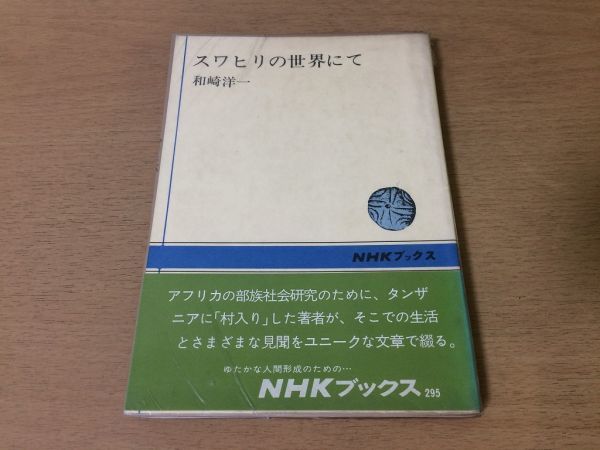 スワヒリの世界にて
和崎洋一
NHKブックス
アフリカの部族社会研究のために、タンザ
ニアに「村入り」した著者が、そこでの生活
とさまざまな見聞をユニークな文章で綴る。
ゆたかな人間形成のための…
NHKブックス 295